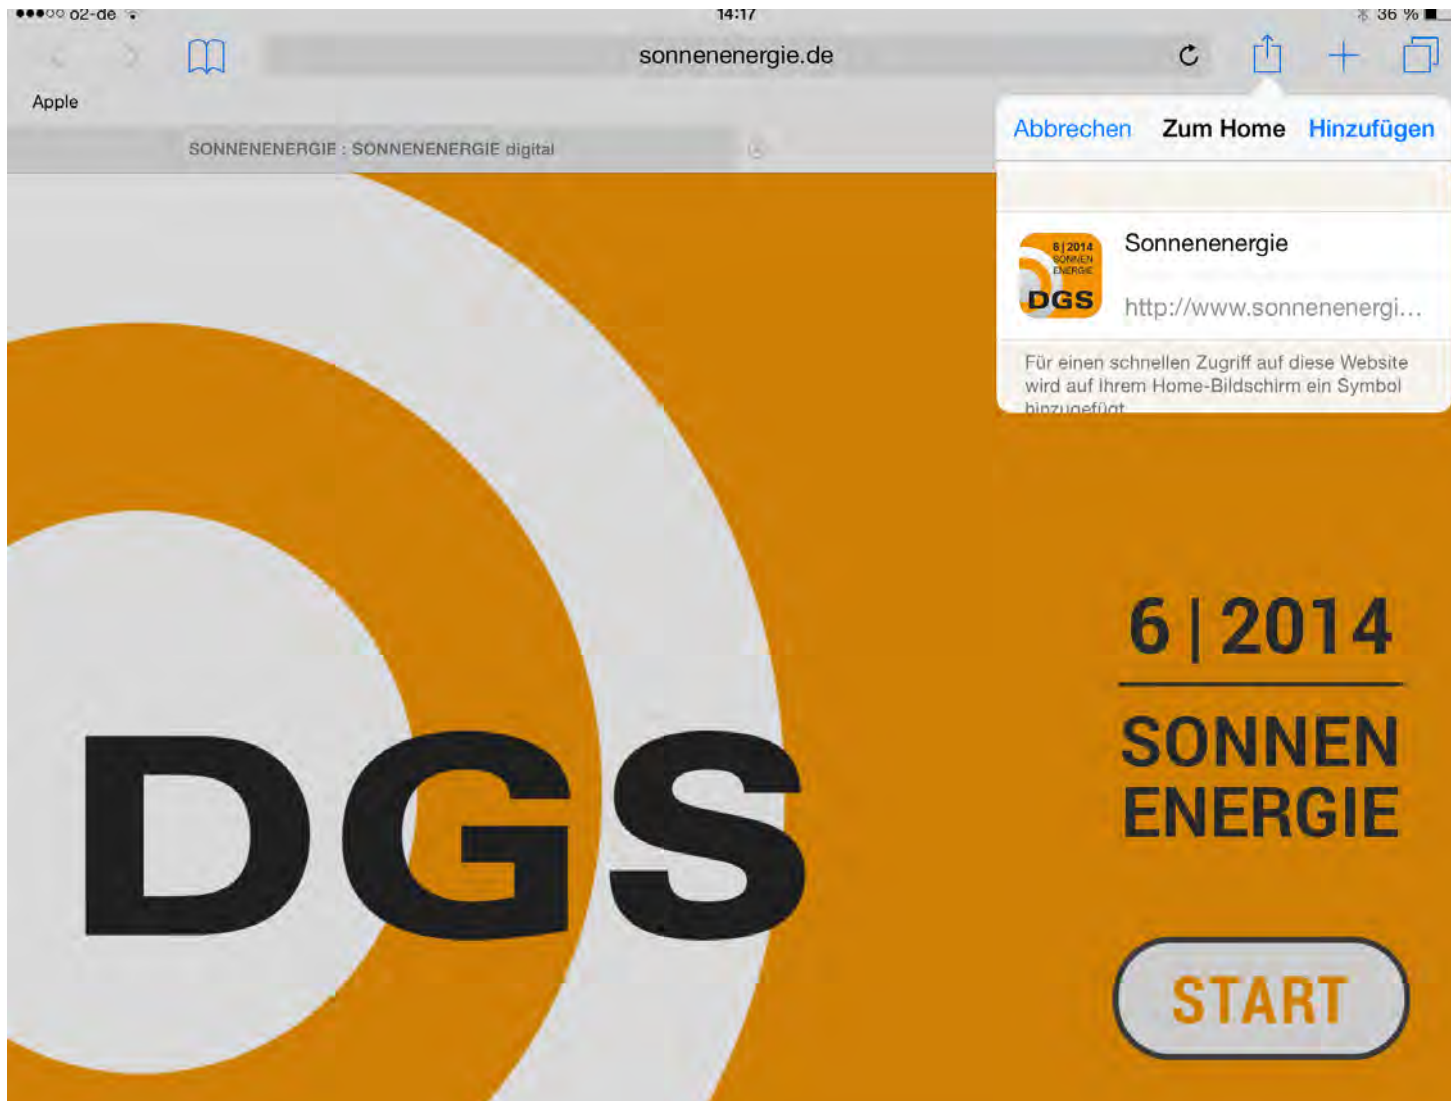 o2-de 14:17 36 %
sonnenenergie.de
Apple
SONNENENERGIE : SONNENENERGIE digital
Abbrechen Zum Home Hinzufügen
6|2014
SONNEN
ENERGIE
DGS
Sonnenenergie
http://www.sonnenenergi...
Für einen schnellen Zugriff auf diese Website
wird auf Ihrem Home-Bildschirm ein Symbol
hinzugefügt
6 | 2014
SONNEN
ENERGIE
DGS
START